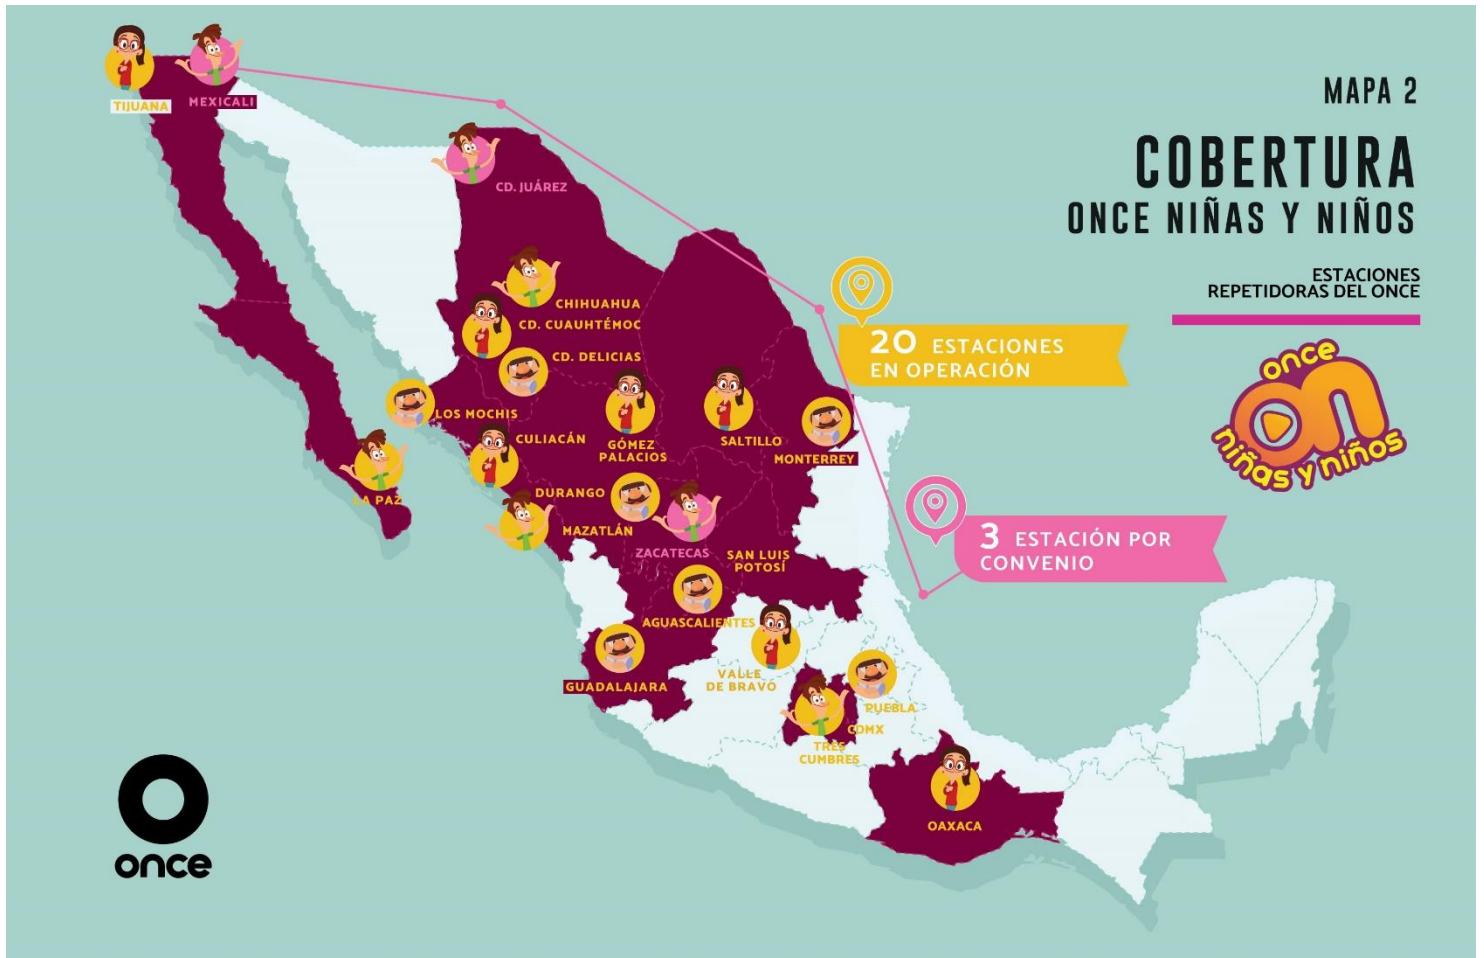 MAPA 2
COBERTURA
ONCE NIÑAS Y NIÑOS
ESTACIONES
REPETIDORAS DEL ONCE
once
on
niñas y niños
20 ESTACIONES
EN OPERACIÓN
3 ESTACIÓN POR
CONVENIO
TIJUANA
MEXICALI
CD. JUÁREZ
CHIHUAHUA
CD. CUAUHTÉMOC
CD. DELICIAS
LOS MOCHIS
CULIACÁN
GÓMEZ
PALACIOS
SALTILLO
MONTERREY
LA PAZ
DURANGO
MAZATLÁN
ZACATECAS
SAN LUIS
POTOSÍ
AGUASCALIENTES
GUADALAJARA
VALLE
DE BRAVO
PUEBLA
CDMX
TRES
CUMBRES
OAXACA
once